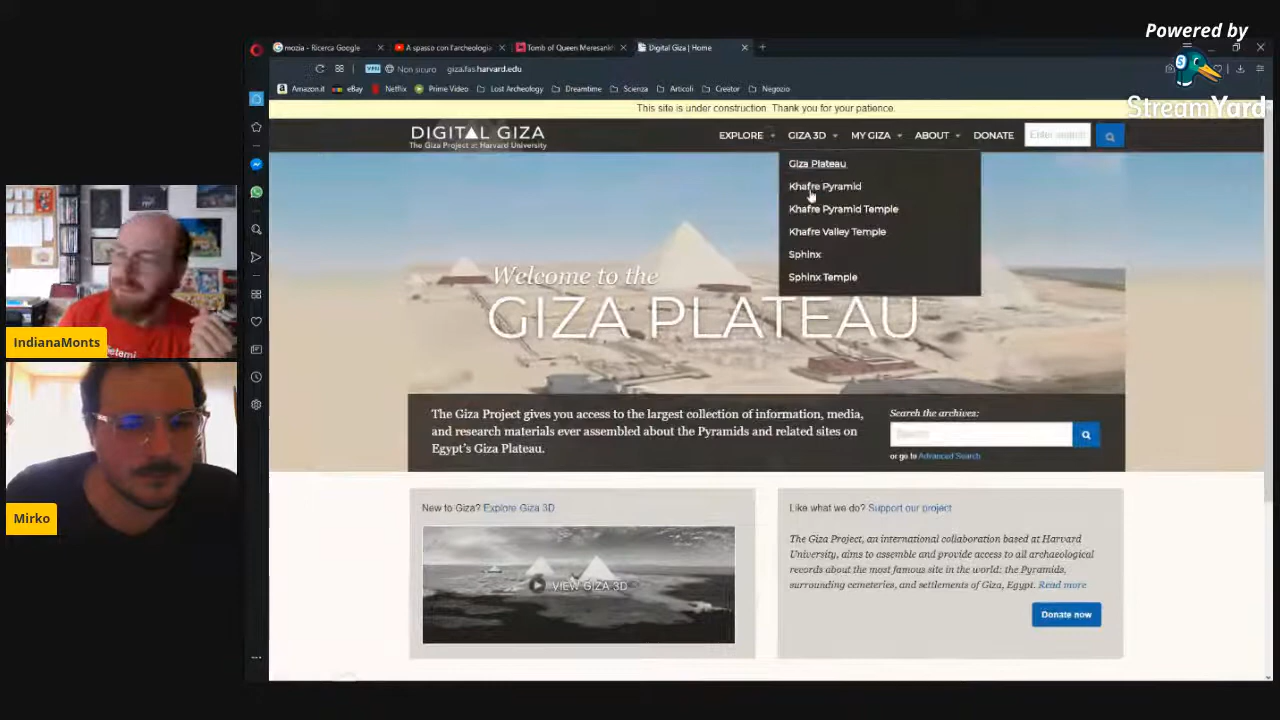 Powered by
StreamYard
mozia - Ricerca Google
A spasso con l'archeologia
Tomb of Queen Meresankh
Digital Giza | Home
VPN
Non sicuro
giza.fas.harvard.edu
Amazon.it
eBay
Netflix
Prime Video
Lost Archeology
Dreamtime
Scienza
Articoli
Creator
Negozio
This site is under construction. Thank you for your patience.
DIGITAL GIZA
The Giza Project at Harvard University
EXPLORE
GIZA 3D
MY GIZA
ABOUT
DONATE
Enter search
Giza Plateau
Khafre Pyramid
Khafre Pyramid Temple
Khafre Valley Temple
Sphinx
Sphinx Temple
Welcome to the
GIZA PLATEAU
IndianaMonts
Mirko
The Giza Project gives you access to the largest collection of information, media,
and research materials ever assembled about the Pyramids and related sites on
Egypt's Giza Plateau.
Search the archives:
or go to Advanced Search
New to Giza? Explore Giza 3D
VIEW GIZA 3D
Like what we do? Support our project
The Giza Project, an international collaboration based at Harvard
University, aims to assemble and provide access to all archaeological
records about the most famous site in the world: the Pyramids,
surrounding cemeteries, and settlements of Giza, Egypt. Read more
Donate now